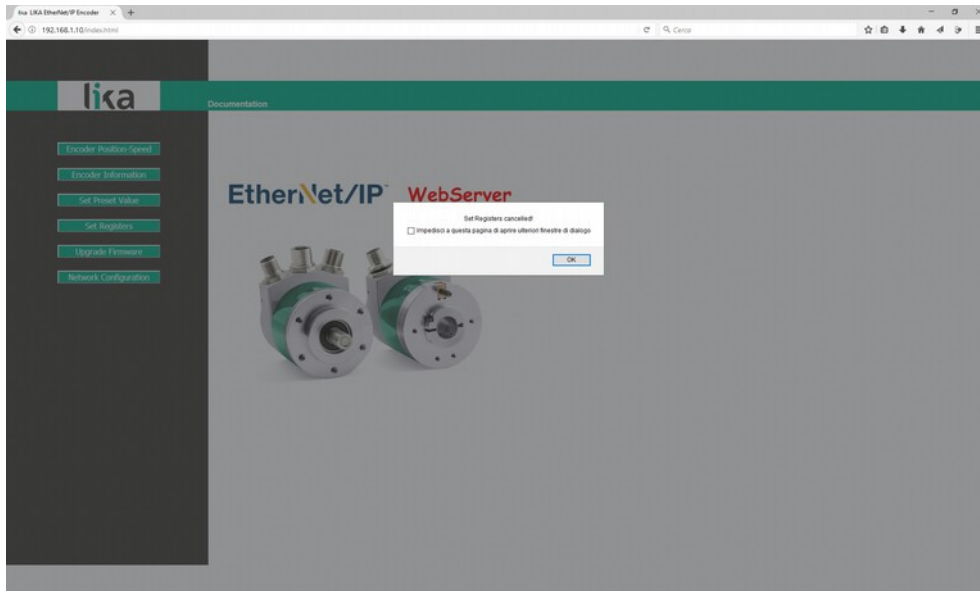 lika LIKA EtherNet/IP Encoder
192.168.1.10/index.html
Cerca
lika
Documentation
Encoder Position-Speed
Encoder Information
Set Preset Value
Set Registers
Upgrade Firmware
Network Configuration
EtherNet/IP™ WebServer
Set Registers cancelled!
Impedisci a questa pagina di aprire ulteriori finestre di dialogo
OK